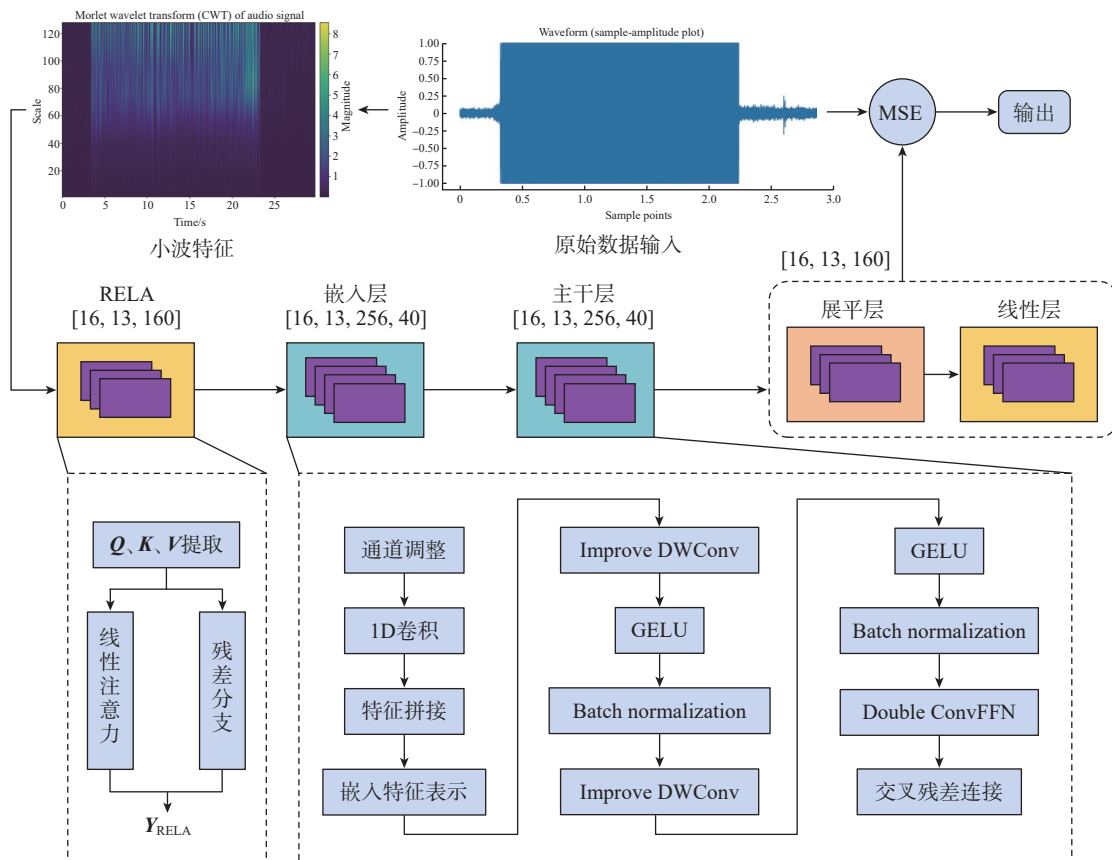 Morlet wavelet transform (CWT) of audio signal
120
100
80
60
40
20
Scale
0
5
10
15
20
25
Time/s
8
7
6
5
4
3
2
1
Magnitude
小波特征
Waveform (sample-amplitude plot)
1.00
0.75
0.50
0.25
0
−0.25
−0.50
−0.75
−1.00
Amplitude
0
0.5
1.0
1.5
2.0
2.5
3.0
Sample points
原始数据输入
MSE
输出
RELA
[16, 13, 160]
嵌入层
[16, 13, 256, 40]
主干层
[16, 13, 256, 40]
[16, 13, 160]
展平层
线性层
Q、K、V提取
线性注意力
残差分支
Y_RELA
通道调整
1D卷积
特征拼接
嵌入特征表示
Improve DWConv
GELU
Batch normalization
Improve DWConv
GELU
Batch normalization
Double ConvFFN
交叉残差连接